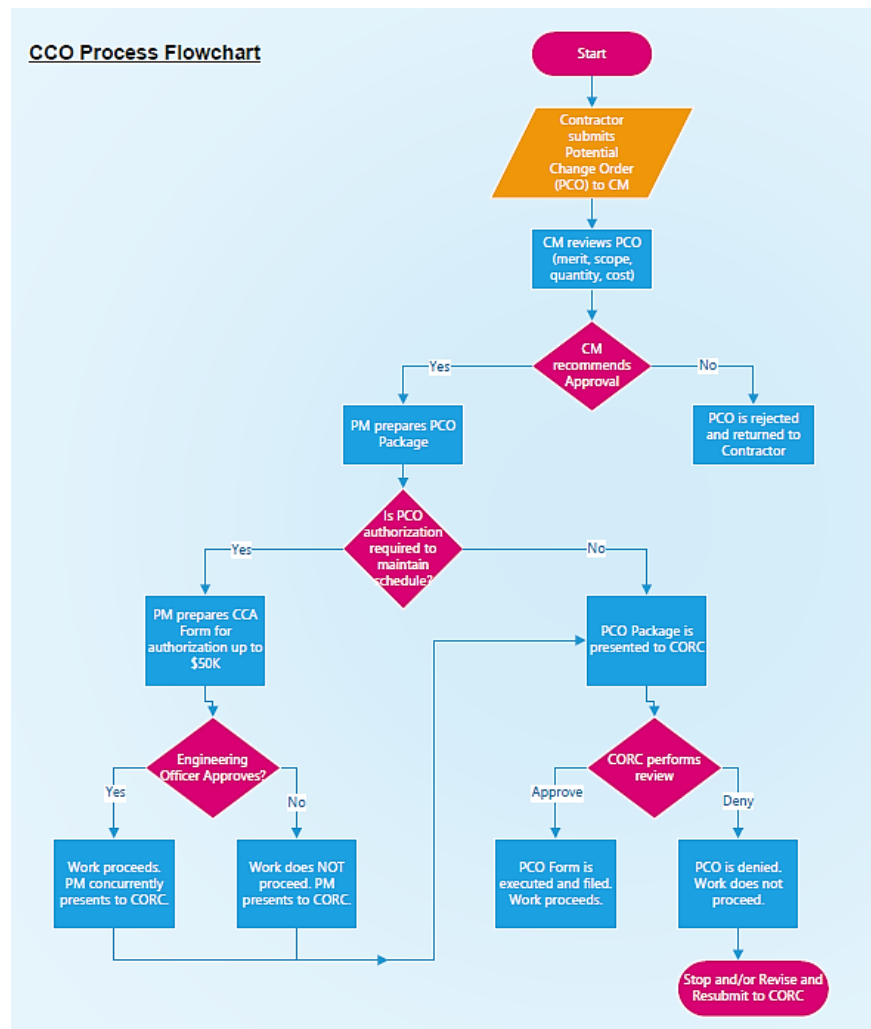 CCO Process Flowchart
Start
Contractor
submits
Potential
Change Order
(PCO) to CM
CM reviews PCO
(merit, scope,
quantity, cost)
CM
recommends
Approval
Yes
No
PM prepares PCO
Package
PCO is rejected
and returned to
Contractor
Is PCO
authorization
required to
maintain
schedule?
Yes
No
PM prepares CCA
Form for
authorization up to
$50K
PCO Package is
presented to CORC
Engineering
Officer Approves?
CORC performs
review
Yes
No
Approve
Deny
Work proceeds.
PM concurrently
presents to CORC.
Work does NOT
proceed. PM
presents to CORC.
PCO Form is
executed and filed.
Work proceeds.
PCO is denied.
Work does not
proceed.
Stop and/or Revise and
Resubmit to CORC